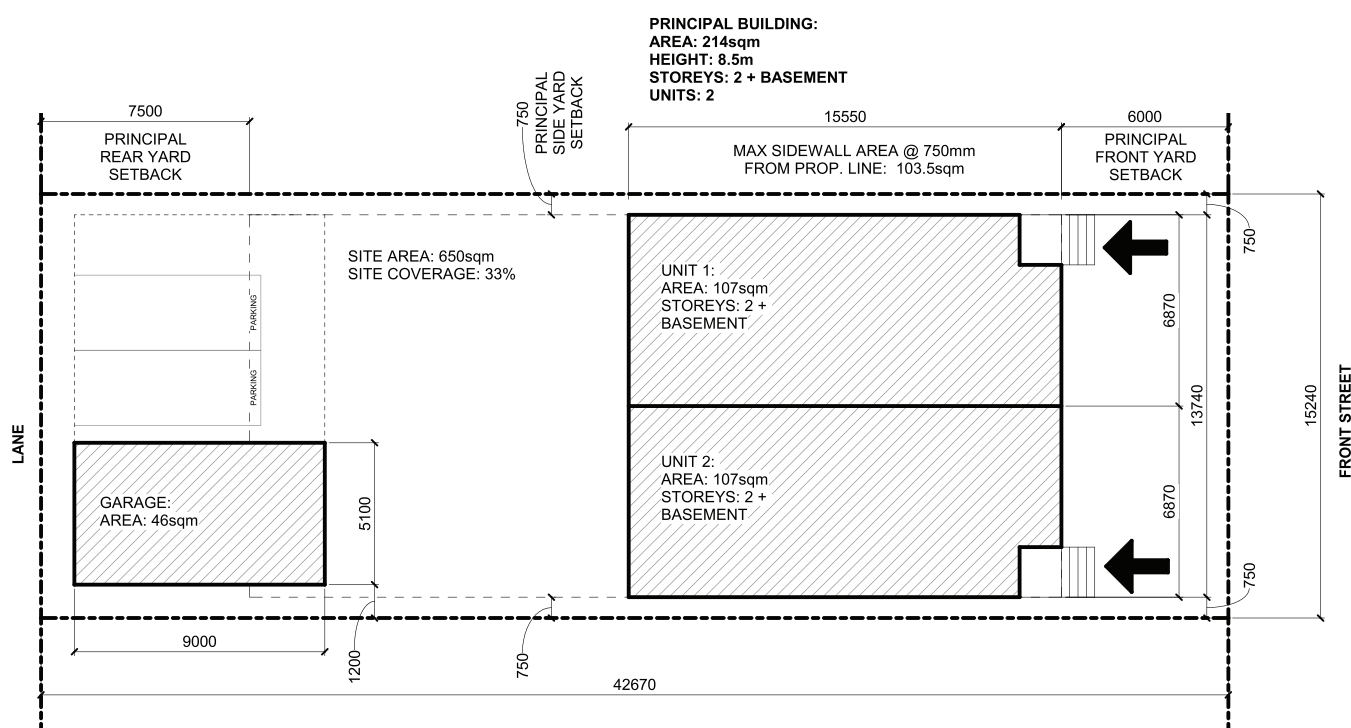 PRINCIPAL BUILDING:
AREA: 214sqm
HEIGHT: 8.5m
STOREYS: 2 + BASEMENT
UNITS: 2
7500
PRINCIPAL
REAR YARD
SETBACK
750
PRINCIPAL
SIDE YARD
SETBACK
15550
MAX SIDEWALL AREA @ 750mm
FROM PROP. LINE: 103.5sqm
6000
PRINCIPAL
FRONT YARD
SETBACK
SITE AREA: 650sqm
SITE COVERAGE: 33%
PARKING
PARKING
UNIT 1:
AREA: 107sqm
STOREYS: 2 +
BASEMENT
750
6870
13740
15240
FRONT STREET
LANE
UNIT 2:
AREA: 107sqm
STOREYS: 2 +
BASEMENT
6870
750
GARAGE:
AREA: 46sqm
5100
9000
1200
750
42670